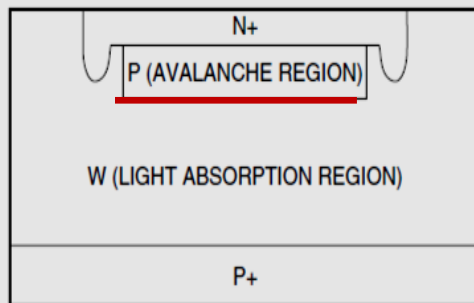 N+
P (AVALANCHE REGION)
W (LIGHT ABSORPTION REGION)
P+